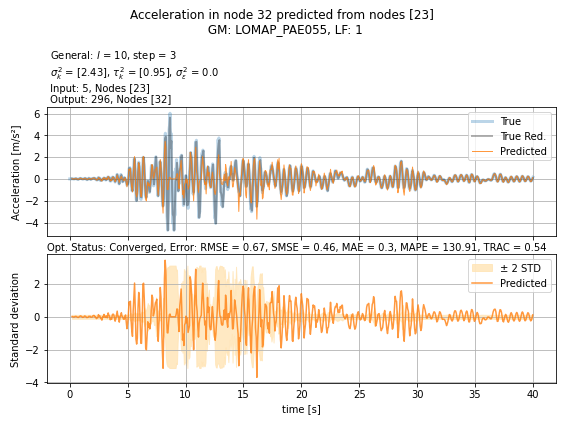 Acceleration in node 32 predicted from nodes [23]
GM: LOMAP_PAE055, LF: 1
General: l = 10, step = 3
σ²ₖ = [2.43], τ²ₖ = [0.95], σ²ε = 0.0
Input: 5, Nodes [23]
Output: 296, Nodes [32]
6
4
2
0
−2
−4
Acceleration [m/s²]
True
True Red.
Predicted
Opt. Status: Converged, Error: RMSE = 0.67, SMSE = 0.46, MAE = 0.3, MAPE = 130.91, TRAC = 0.54
2
0
−2
−4
Standard deviation
± 2 STD
Predicted
0 5 10 15 20 25 30 35 40
time [s]